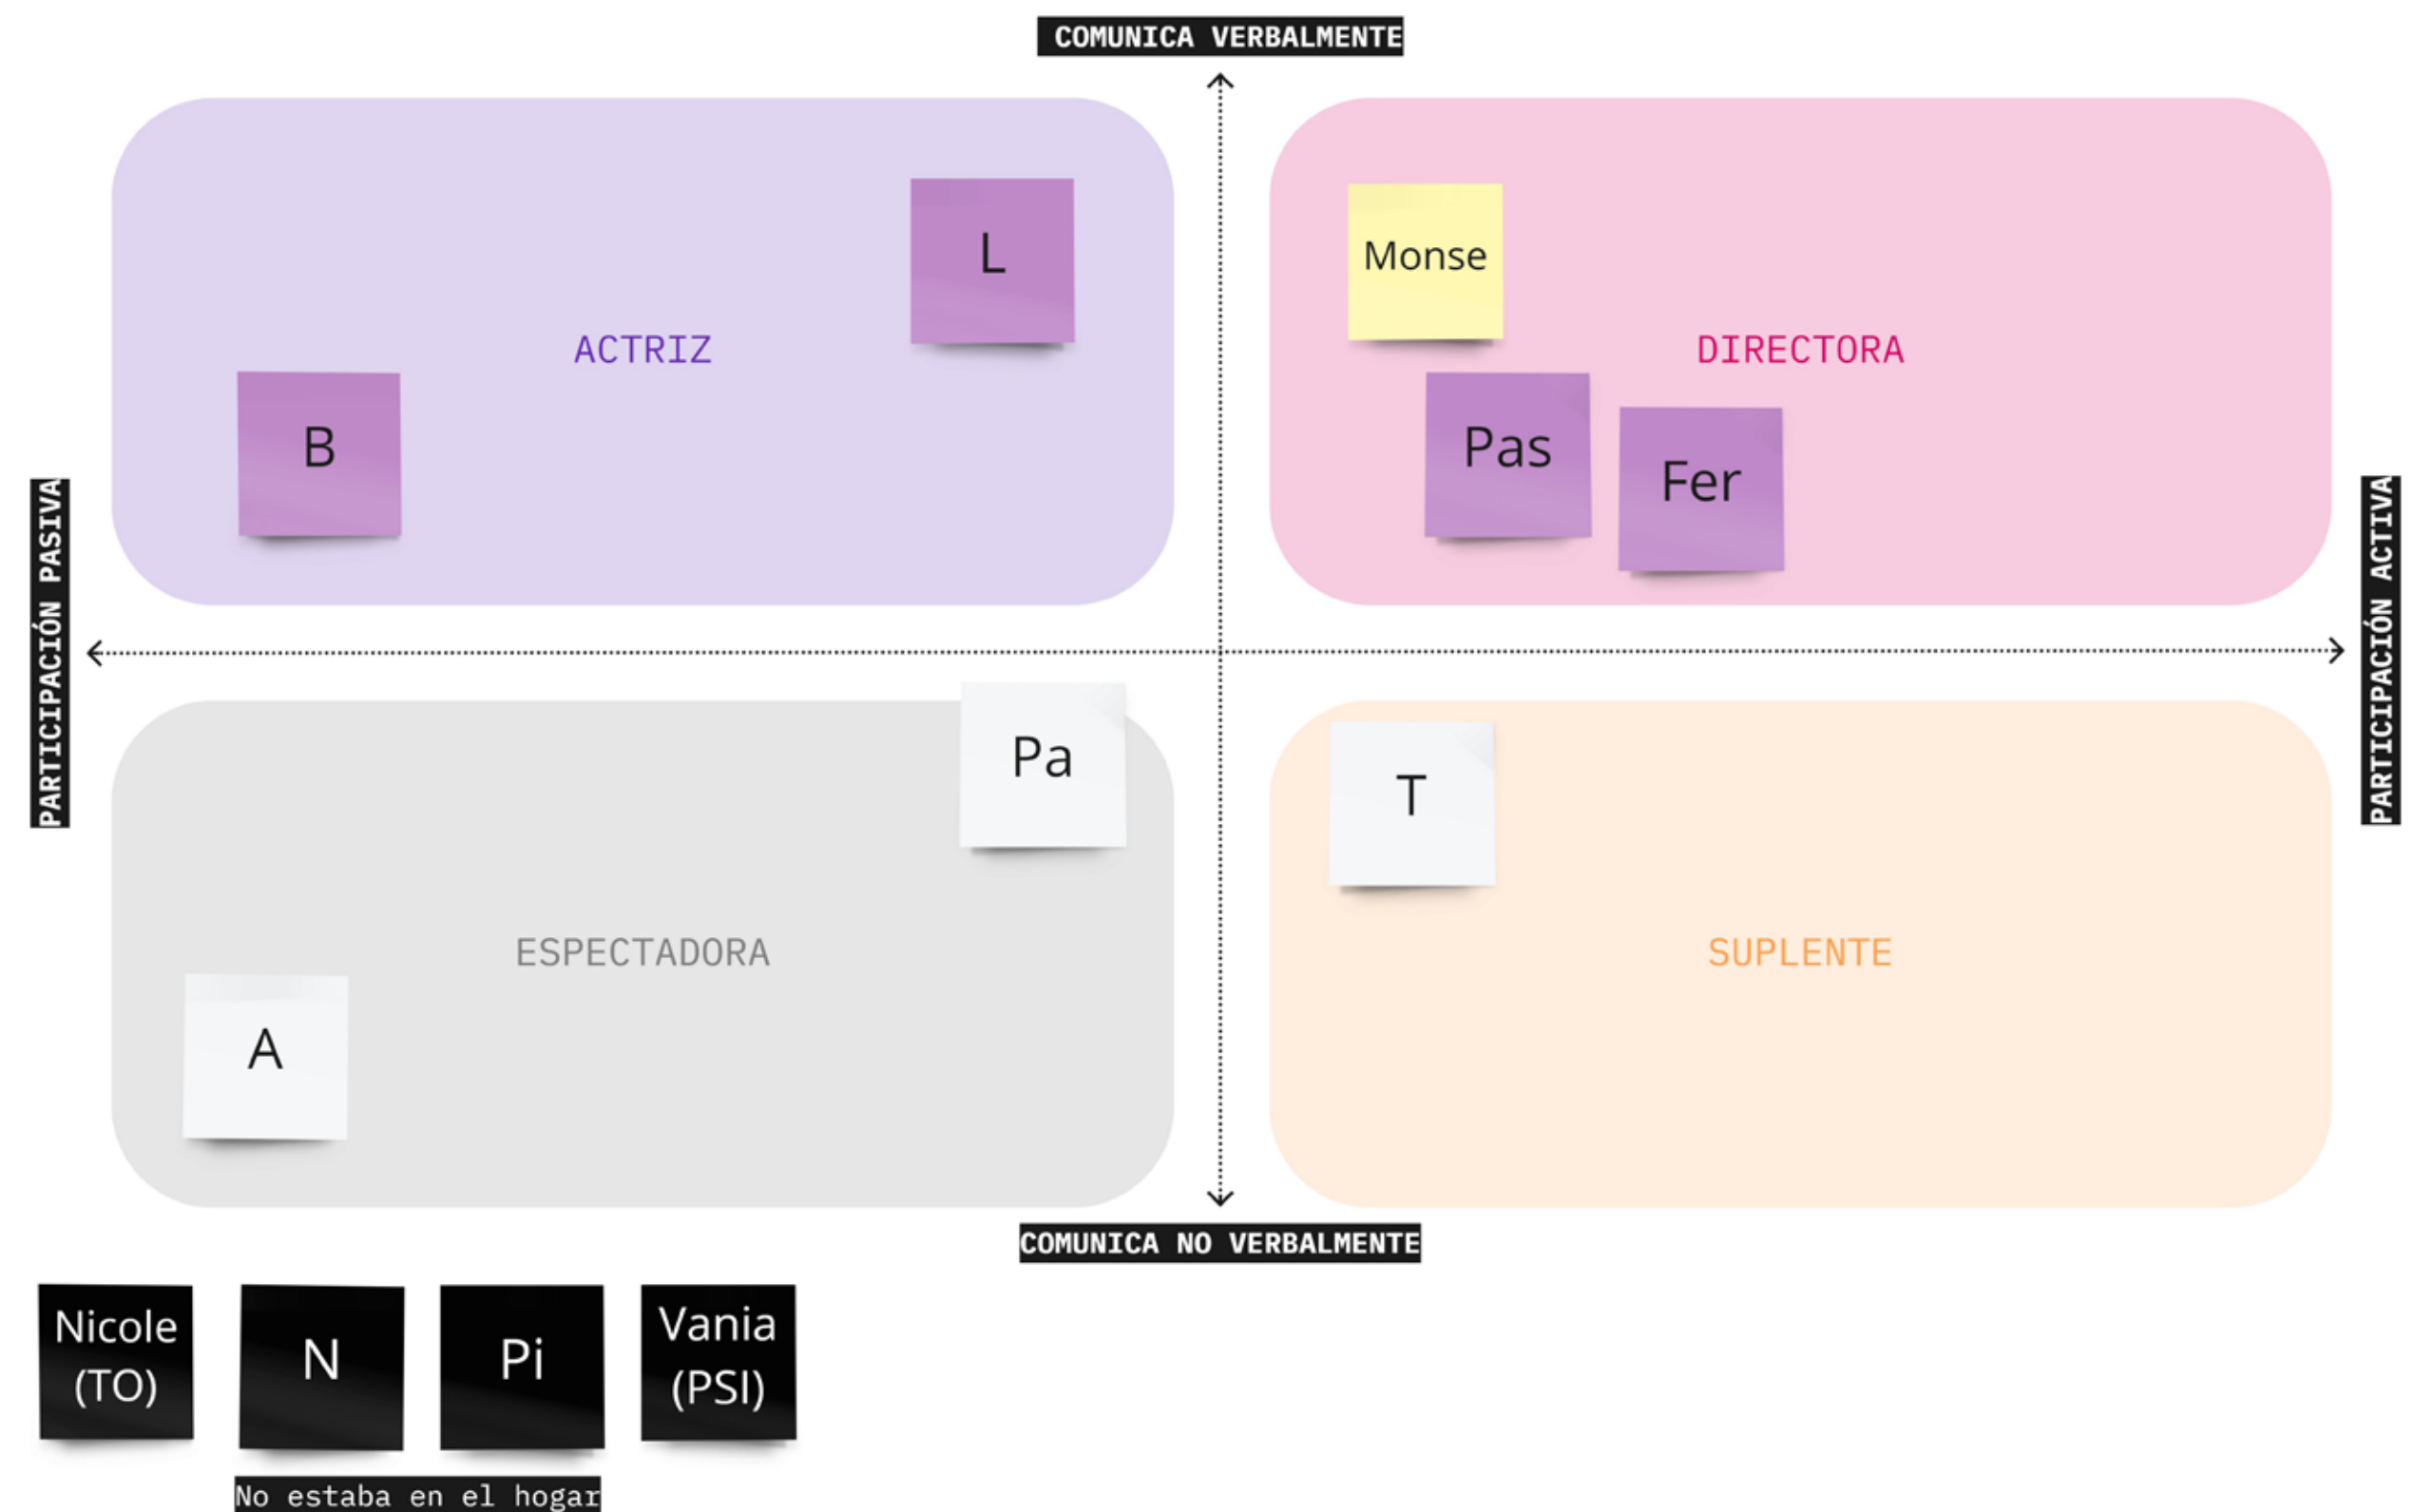 COMUNICA VERBALMENTE
L
Monse
ACTRIZ
DIRECTORA
B
Pas
Fer
PARTICIPACIÓN PASIVA
PARTICIPACIÓN ACTIVA
Pa
T
ESPECTADORA
SUPLENTE
A
COMUNICA NO VERBALMENTE
Nicole
(TO)
N
Pi
Vania
(PSI)
No estaba en el hogar